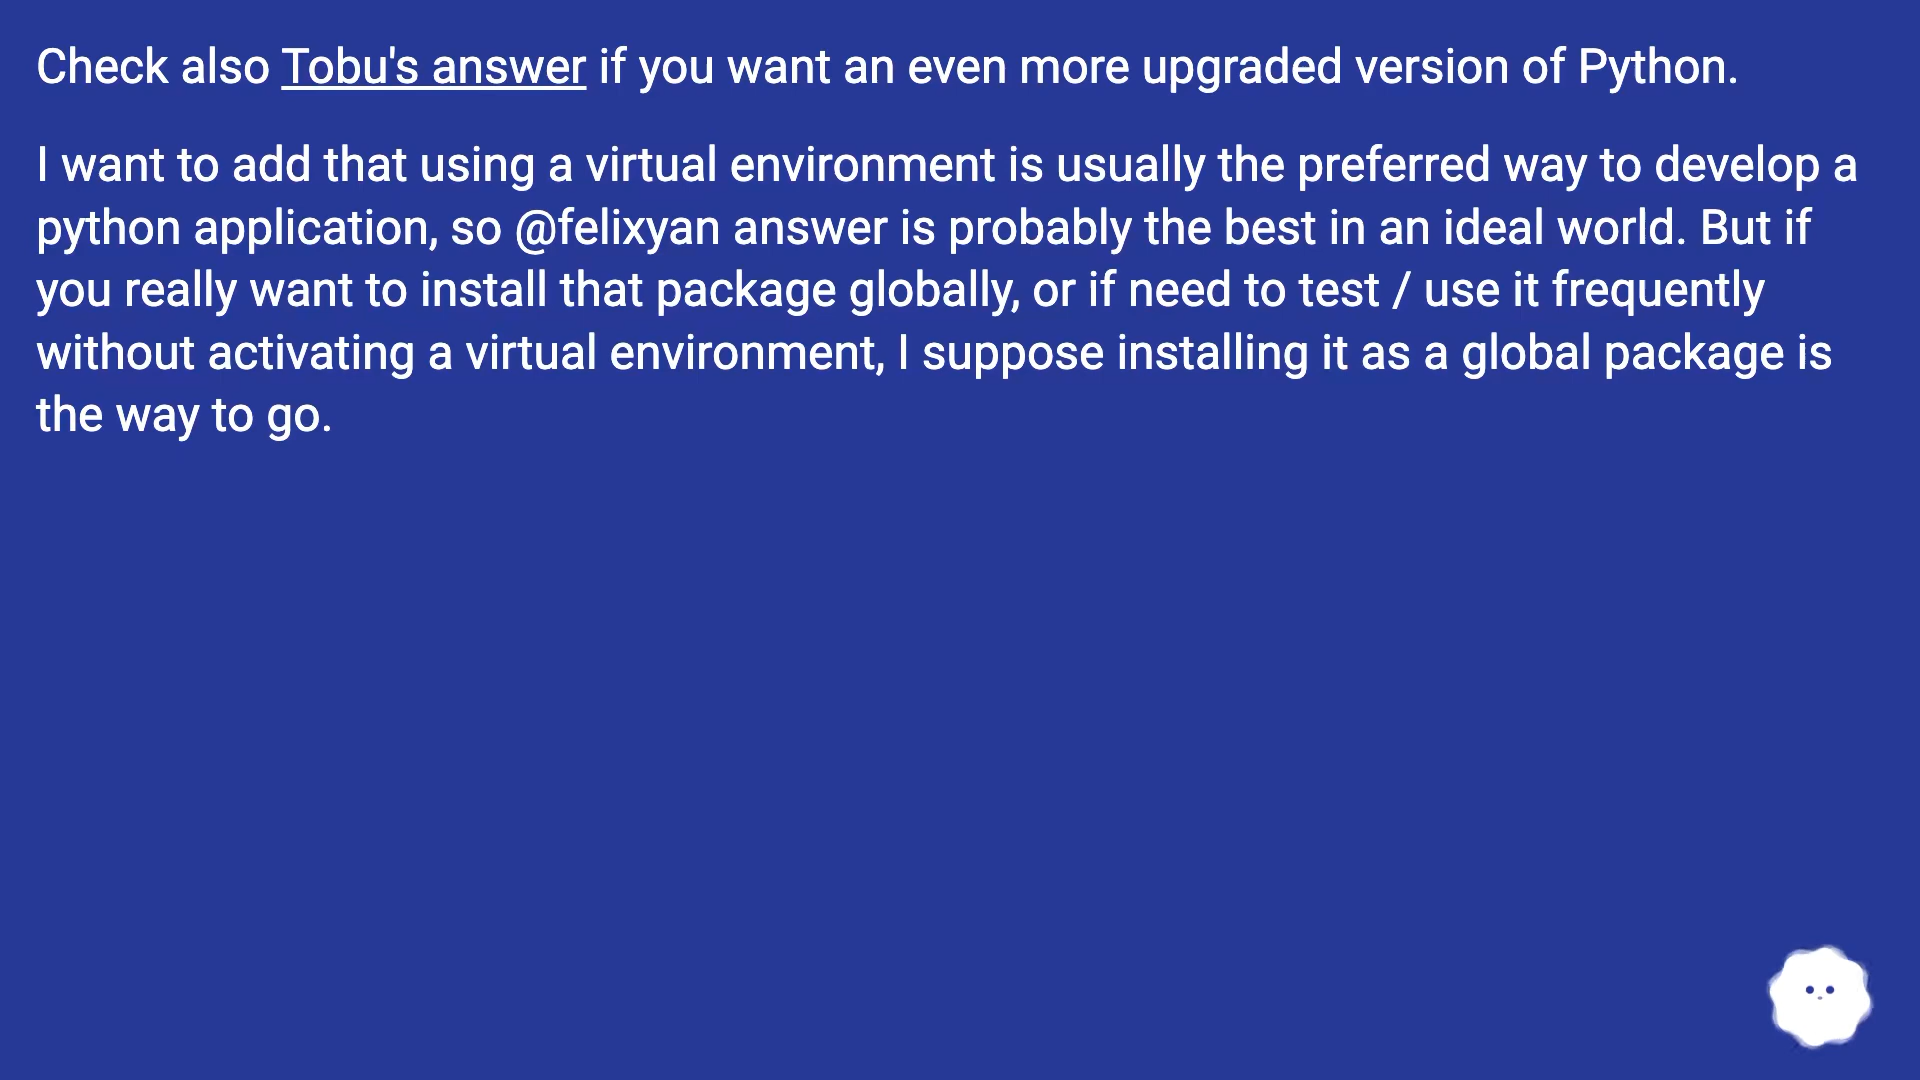 Check also Tobu's answer if you want an even more upgraded version of Python.
I want to add that using a virtual environment is usually the preferred way to develop a
python application, so @felixyan answer is probably the best in an ideal world. But if
you really want to install that package globally, or if need to test / use it frequently
without activating a virtual environment, I suppose installing it as a global package is
the way to go.